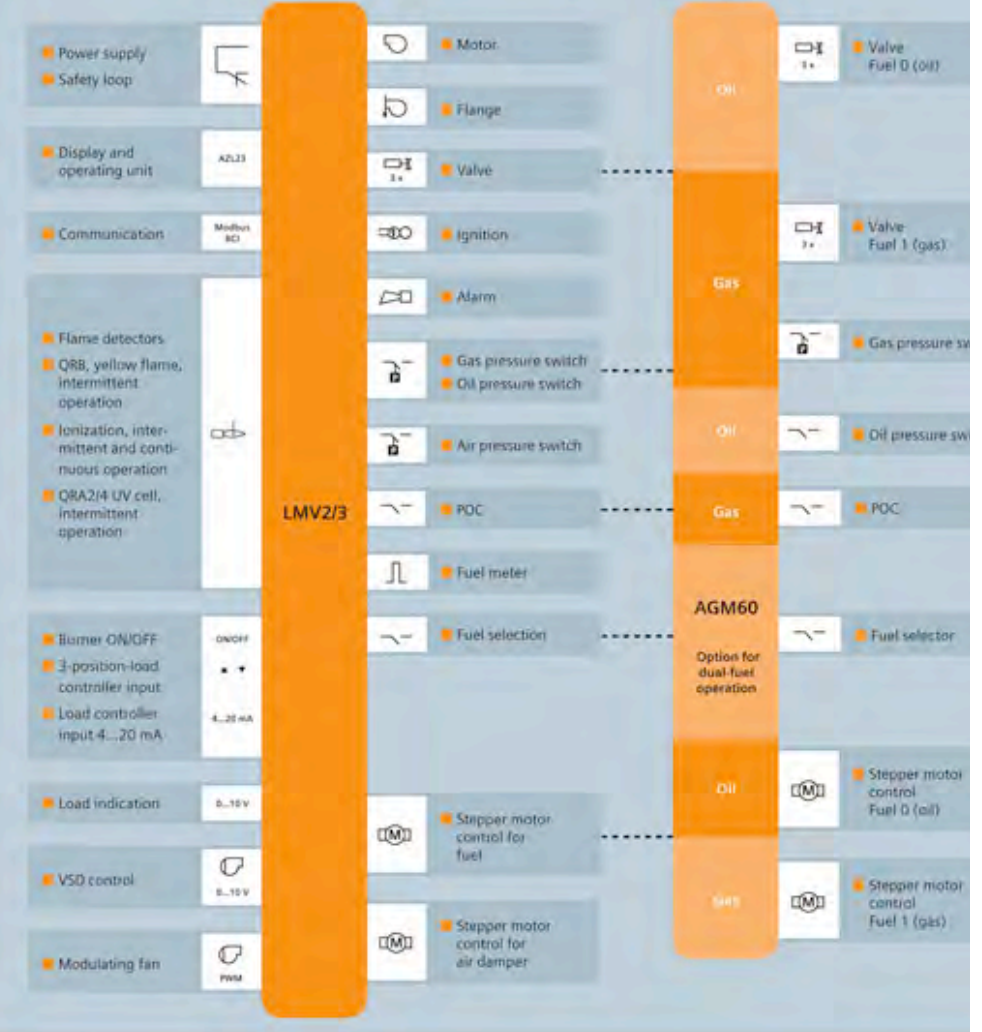 Power supply
Safety loop
Display and
operating unit
AZL23
Communication
Modbus
BCI
Flame detectors
QRB, yellow flame,
intermittent
operation
Ionization, inter-
mittent and conti-
nuous operation
QRA2/4 UV cell,
intermittent
operation
Burner ON/OFF
ON/OFF
3-position-load
controller input
Load controller
input 4...20 mA
4...20 mA
Load indication
0...10 V
VSD control
0...10 V
Modulating fan
PWM
LMV2/3
Motor
Flange
3x
Valve
Ignition
Alarm
P
Gas pressure switch
Oil pressure switch
P
Air pressure switch
POC
Fuel meter
Fuel selection
M
Stepper motor
control for
fuel
M
Stepper motor
control for
air damper
Oil
Gas
Oil
Gas
AGM60
Option for
dual-fuel
operation
Oil
Gas
3x
Valve
Fuel 0 (oil)
3x
Valve
Fuel 1 (gas)
P
Gas pressure sw
Oil pressure swi
POC
Fuel selector
M
Stepper motor
control
Fuel 0 (oil)
M
Stepper motor
control
Fuel 1 (gas)